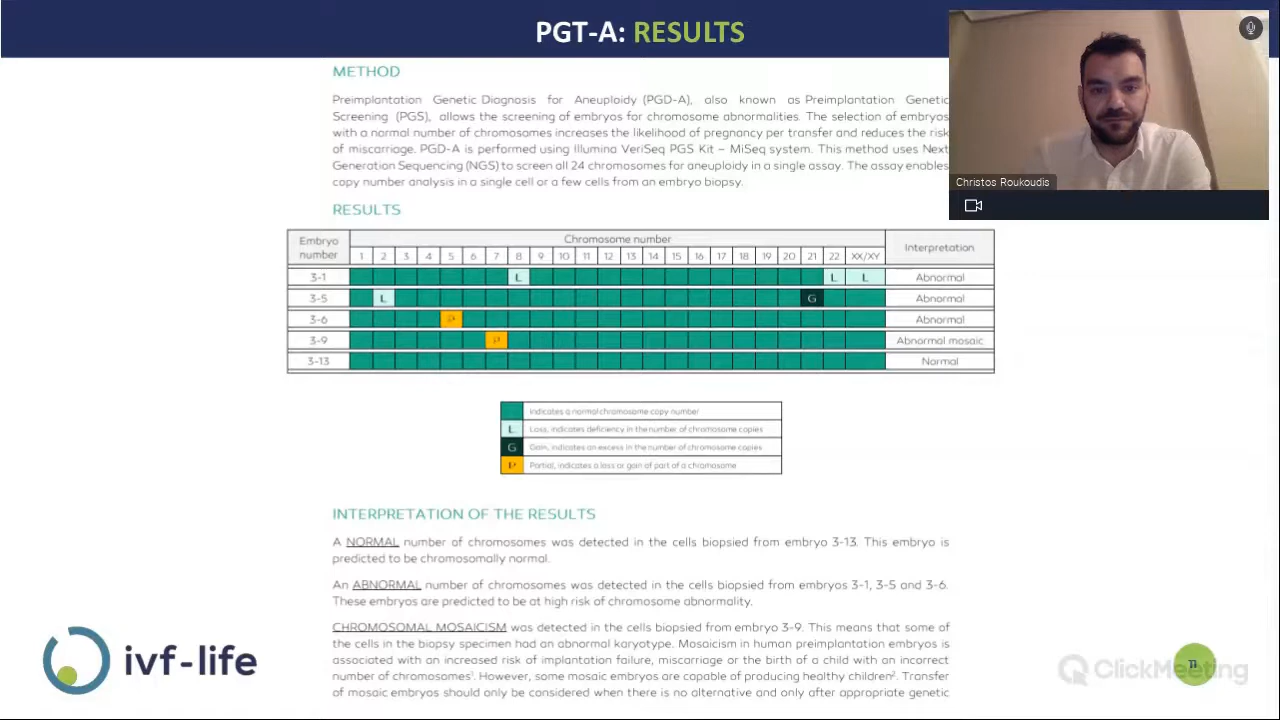 PGT-A: RESULTS
METHOD
Preimplantation Genetic Diagnosis for Aneuploidy (PGD-A), also known as Preimplantation Genetic
Screening (PGS), allows the screening of embryos for chromosome abnormalities. The selection of embryos
with a normal number of chromosomes increases the likelihood of pregnancy per transfer and reduces the risk
of miscarriage. PGD-A is performed using Illumina VeriSeq PGS Kit – MiSeq system. This method uses Next
Generation Sequencing (NGS) to screen all 24 chromosomes for aneuploidy in a single assay. The assay enables
copy number analysis in a single cell or a few cells from an embryo biopsy.
Christos Roukoudis
RESULTS
Embryo number Chromosome number Interpretation
1 2 3 4 5 6 7 8 9 10 11 12 13 14 15 16 17 18 19 20 21 22 XX/XY
3-1 L L L Abnormal
3-5 L G Abnormal
3-6 P Abnormal
3-9 P Abnormal mosaic
3-13 Normal
indicates a normal chromosome copy number
L Loss, indicates deficiency in the number of chromosome copies
G Gain, indicates an excess in the number of chromosome copies
P Partial, indicates a loss or gain of part of a chromosome
INTERPRETATION OF THE RESULTS
A NORMAL number of chromosomes was detected in the cells biopsied from embryo 3-13. This embryo is
predicted to be chromosomally normal.
An ABNORMAL number of chromosomes was detected in the cells biopsied from embryos 3-1, 3-5 and 3-6.
These embryos are predicted to be at high risk of chromosome abnormality.
CHROMOSOMAL MOSAICISM was detected in the cells biopsied from embryo 3-9. This means that some of
the cells in the biopsy specimen had an abnormal karyotype. Mosaicism in human preimplantation embryos is
associated with an increased risk of implantation failure, miscarriage or the birth of a child with an incorrect
number of chromosomes¹. However, some mosaic embryos are capable of producing healthy children². Transfer
of mosaic embryos should only be considered when there is no alternative and only after appropriate genetic
ivf-life
11
ClickMeeting